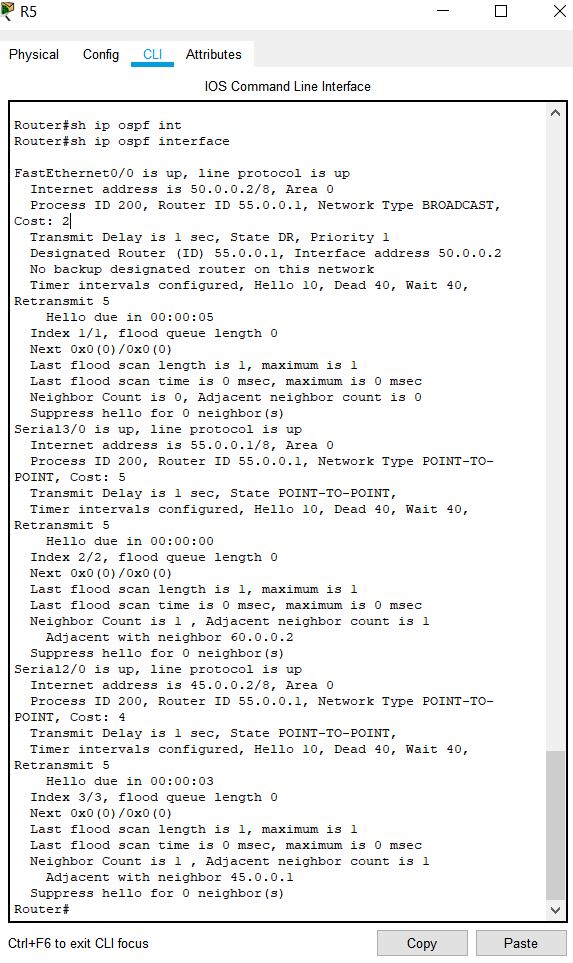 R5
Physical Config CLI Attributes
IOS Command Line Interface
Router#sh ip ospf int
Router#sh ip ospf interface
FastEthernet0/0 is up, line protocol is up
Internet address is 50.0.0.2/8, Area 0
Process ID 200, Router ID 55.0.0.1, Network Type BROADCAST,
Cost: 2
Transmit Delay is 1 sec, State DR, Priority 1
Designated Router (ID) 55.0.0.1, Interface address 50.0.0.2
No backup designated router on this network
Timer intervals configured, Hello 10, Dead 40, Wait 40,
Retransmit 5
Hello due in 00:00:05
Index 1/1, flood queue length 0
Next 0x0(0)/0x0(0)
Last flood scan length is 1, maximum is 1
Last flood scan time is 0 msec, maximum is 0 msec
Neighbor Count is 0, Adjacent neighbor count is 0
Suppress hello for 0 neighbor(s)
Serial3/0 is up, line protocol is up
Internet address is 55.0.0.1/8, Area 0
Process ID 200, Router ID 55.0.0.1, Network Type POINT-TO-
POINT, Cost: 5
Transmit Delay is 1 sec, State POINT-TO-POINT,
Timer intervals configured, Hello 10, Dead 40, Wait 40,
Retransmit 5
Hello due in 00:00:00
Index 2/2, flood queue length 0
Next 0x0(0)/0x0(0)
Last flood scan length is 1, maximum is 1
Last flood scan time is 0 msec, maximum is 0 msec
Neighbor Count is 1 , Adjacent neighbor count is 1
Adjacent with neighbor 60.0.0.2
Suppress hello for 0 neighbor(s)
Serial2/0 is up, line protocol is up
Internet address is 45.0.0.2/8, Area 0
Process ID 200, Router ID 55.0.0.1, Network Type POINT-TO-
POINT, Cost: 4
Transmit Delay is 1 sec, State POINT-TO-POINT,
Timer intervals configured, Hello 10, Dead 40, Wait 40,
Retransmit 5
Hello due in 00:00:03
Index 3/3, flood queue length 0
Next 0x0(0)/0x0(0)
Last flood scan length is 1, maximum is 1
Last flood scan time is 0 msec, maximum is 0 msec
Neighbor Count is 1 , Adjacent neighbor count is 1
Adjacent with neighbor 45.0.0.1
Suppress hello for 0 neighbor(s)
Router#
Ctrl+F6 to exit CLI focus Copy Paste